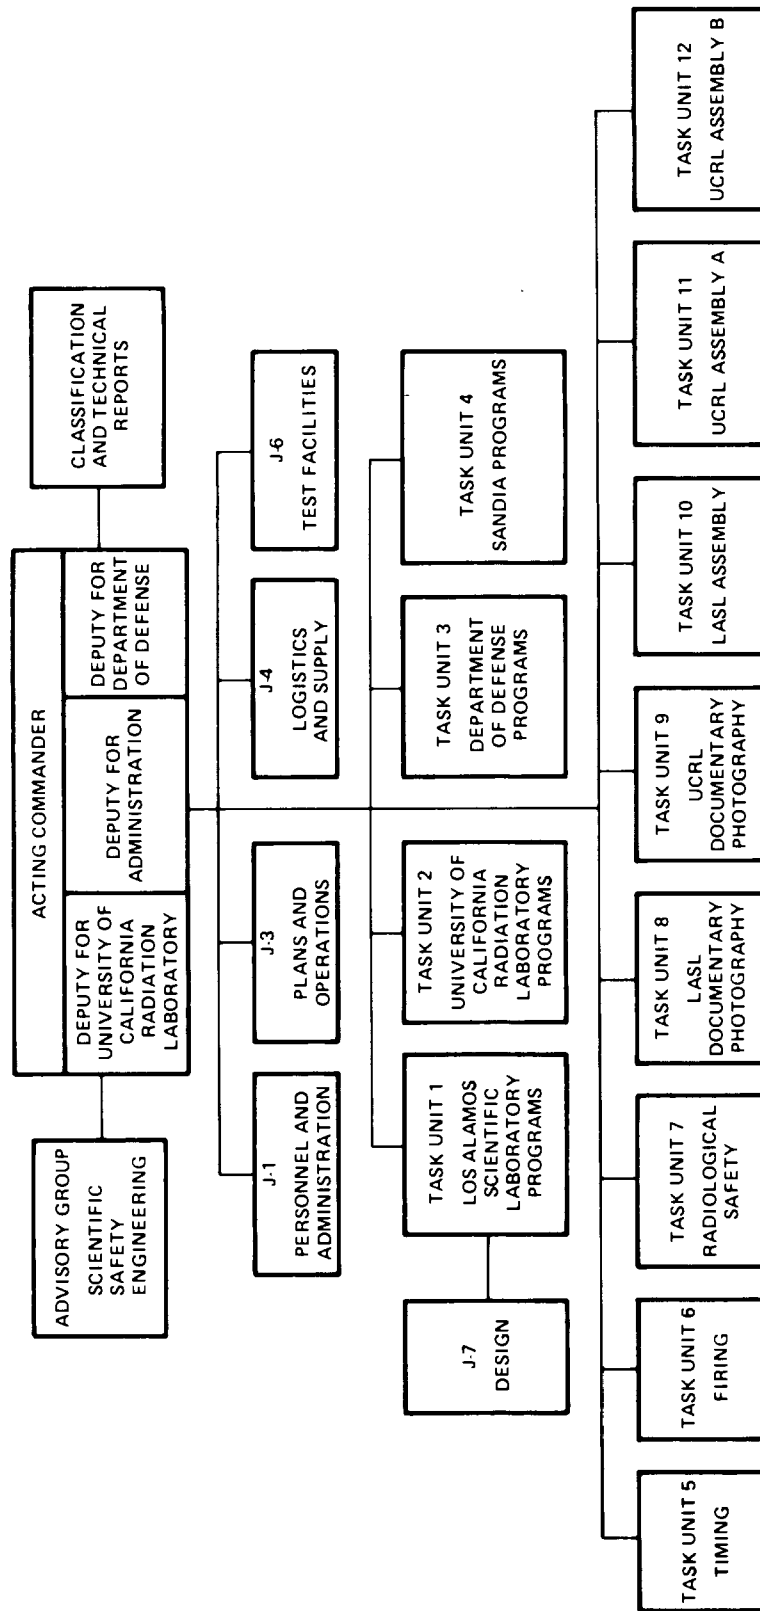 ACTING COMMANDER
DEPUTY FOR
UNIVERSITY OF
CALIFORNIA
RADIATION
LABORATORY
DEPUTY FOR
ADMINISTRATION
DEPUTY FOR
DEPARTMENT
OF DEFENSE
ADVISORY GROUP
SCIENTIFIC
SAFETY
ENGINEERING
CLASSIFICATION
AND TECHNICAL
REPORTS
J-1
PERSONNEL AND
ADMINISTRATION
J-3
PLANS AND
OPERATIONS
J-4
LOGISTICS
AND SUPPLY
J-6
TEST FACILITIES
J-7
DESIGN
TASK UNIT 1
LOS ALAMOS
SCIENTIFIC
LABORATORY
PROGRAMS
TASK UNIT 2
UNIVERSITY OF
CALIFORNIA
RADIATION
LABORATORY
PROGRAMS
TASK UNIT 3
DEPARTMENT
OF DEFENSE
PROGRAMS
TASK UNIT 4
SANDIA PROGRAMS
TASK UNIT 5
TIMING
TASK UNIT 6
FIRING
TASK UNIT 7
RADIOLOGICAL
SAFETY
TASK UNIT 8
LASL
DOCUMENTARY
PHOTOGRAPHY
TASK UNIT 9
UCRL
DOCUMENTARY
PHOTOGRAPHY
TASK UNIT 10
LASL ASSEMBLY
TASK UNIT 11
UCRL ASSEMBLY A
TASK UNIT 12
UCRL ASSEMBLY B